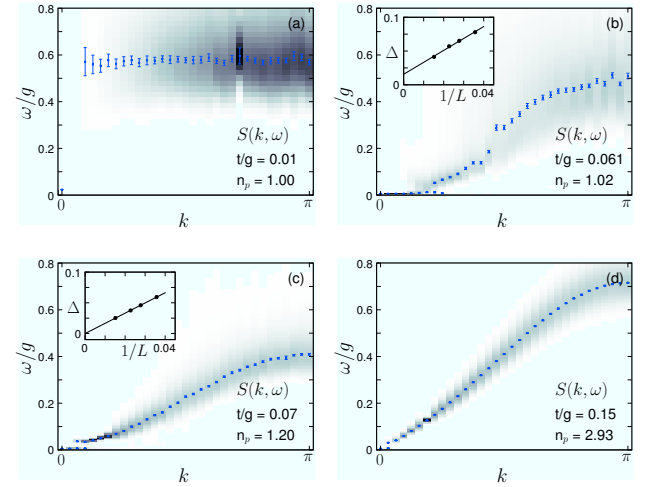 (a)
ω/g
0.8
0.6
0.4
0.2
0
S(k, ω)
t/g = 0.01
n_p = 1.00
0
k
π
(b)
ω/g
0.8
0.6
0.4
0.2
0
0.1
Δ
0
0
1/L
0.04
S(k, ω)
t/g = 0.061
n_p = 1.02
0
k
π
(c)
ω/g
0.8
0.6
0.4
0.2
0
0.1
Δ
0
0
1/L
0.04
S(k, ω)
t/g = 0.07
n_p = 1.20
0
k
π
(d)
ω/g
0.8
0.6
0.4
0.2
0
S(k, ω)
t/g = 0.15
n_p = 2.93
0
k
π